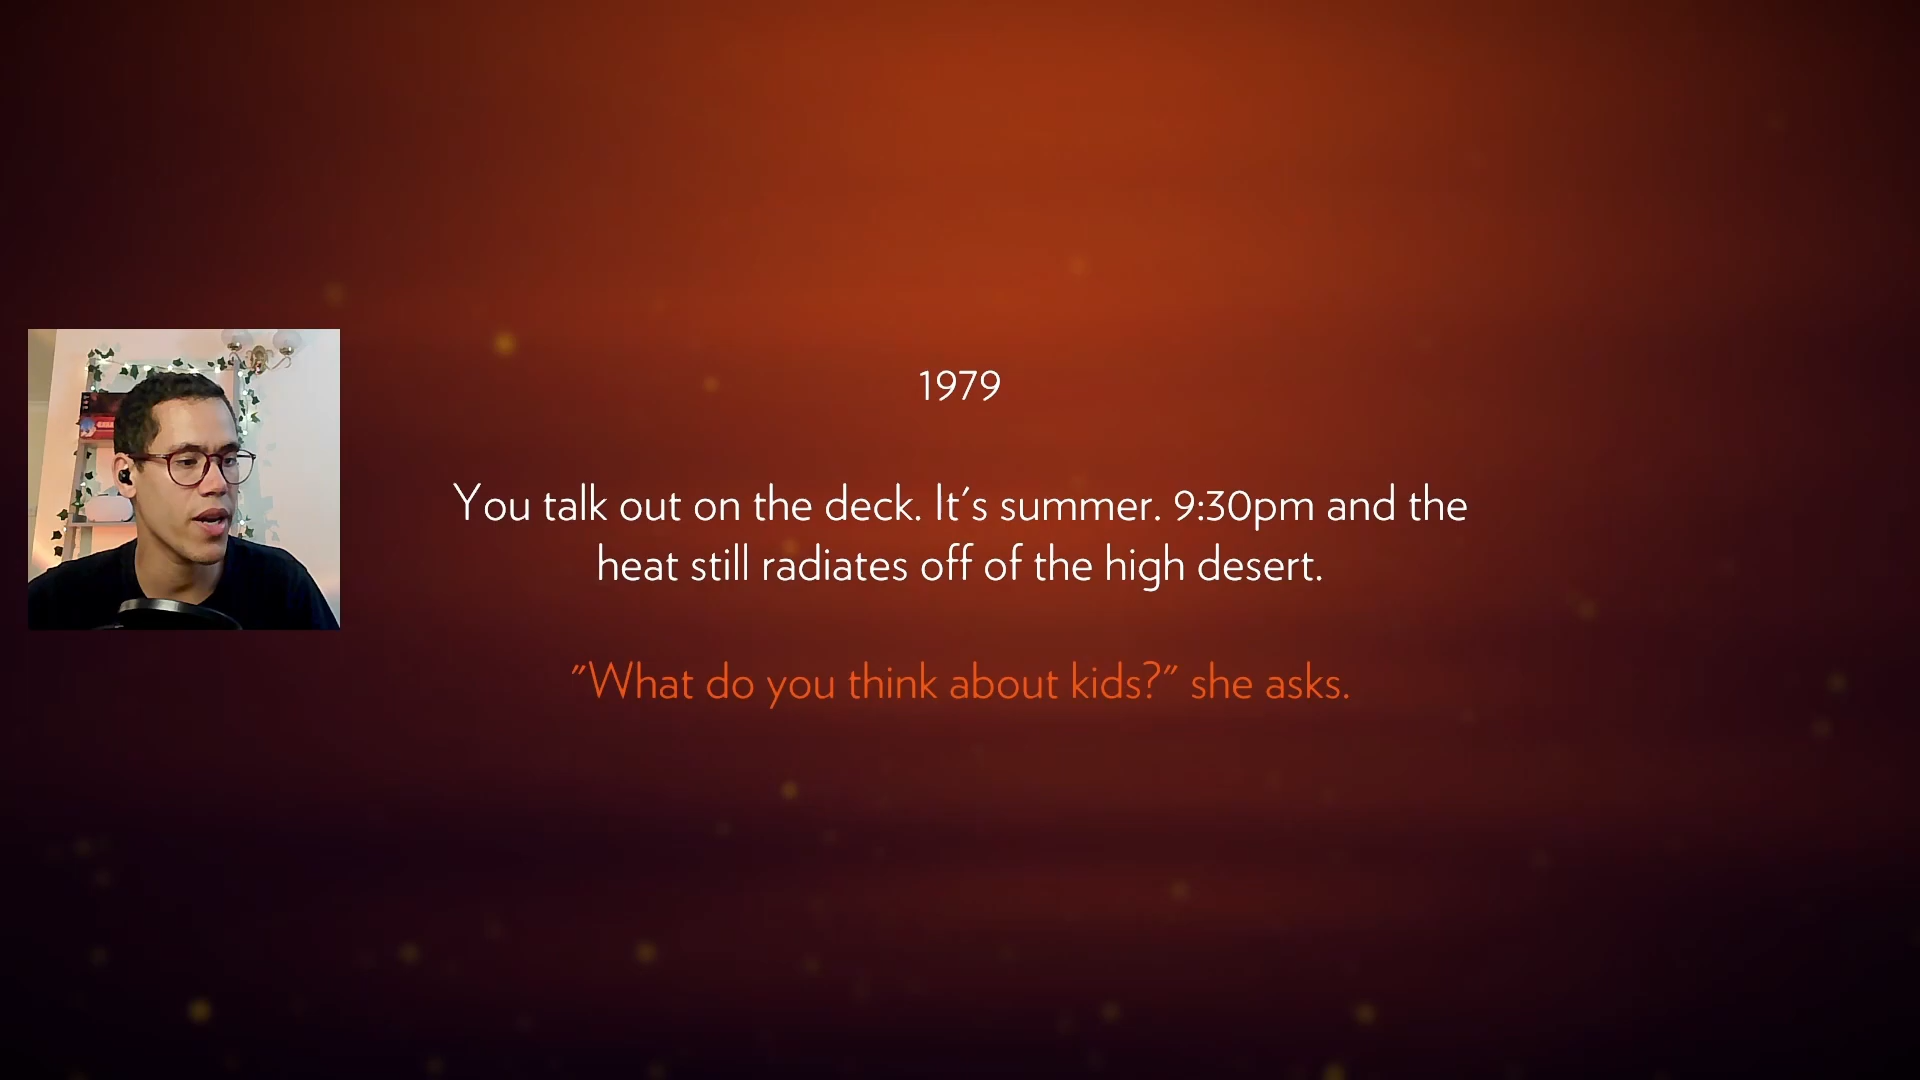 1979
You talk out on the deck. It's summer. 9:30pm and the
heat still radiates off of the high desert.
"What do you think about kids?" she asks.